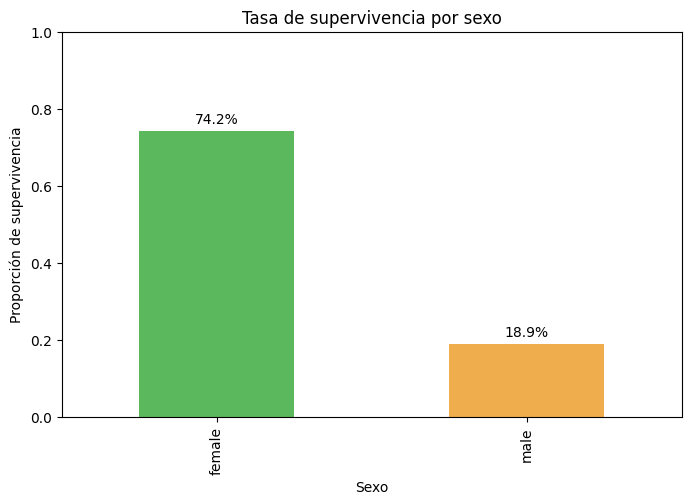 Tasa de supervivencia por sexo
Proporción de supervivencia
1.0
0.8
0.6
0.4
0.2
0.0
74.2%
18.9%
female
male
Sexo